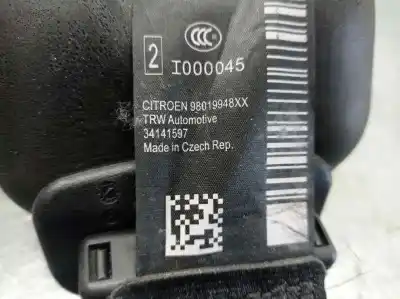 CCC
2
I000045
CITROEN 98019948XX
TRW Automotive
34141597
Made in Czech Rep.